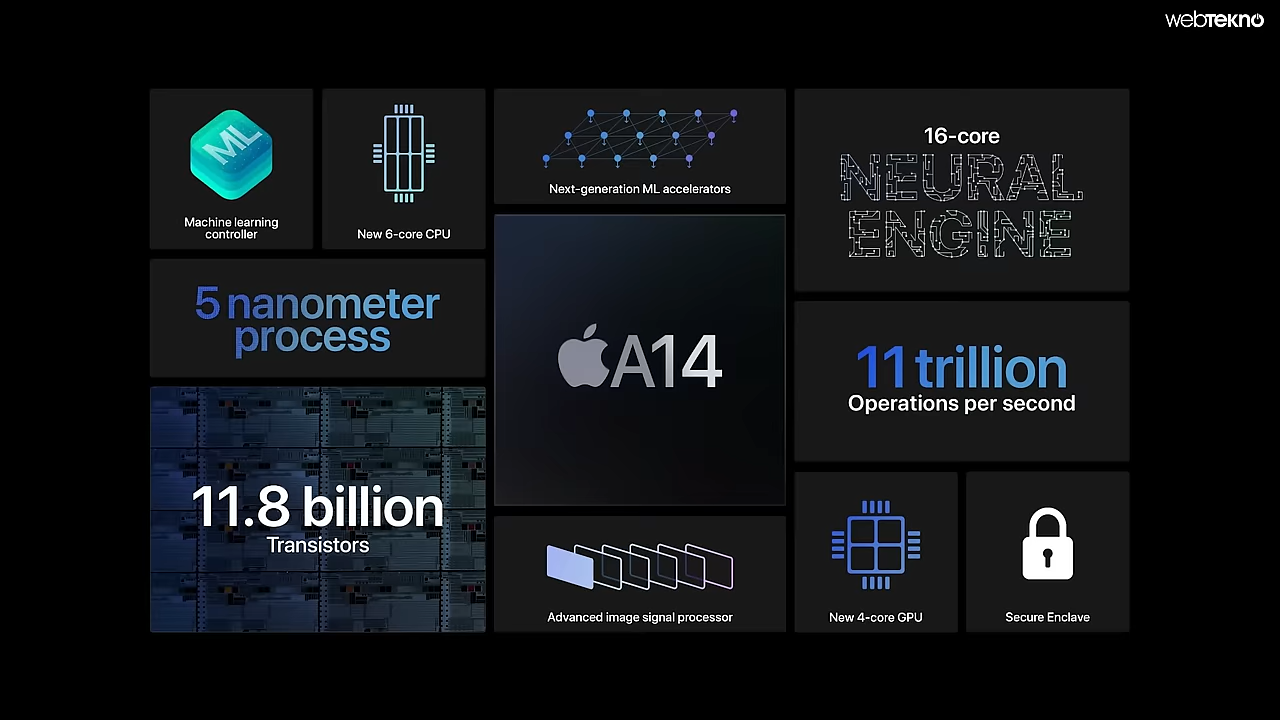 webTEKNO
ML
Machine learning
controller
New 6-core CPU
Next-generation ML accelerators
16-core
NEURAL
ENGINE
5 nanometer
process
A14
11 trillion
Operations per second
11.8 billion
Transistors
Advanced image signal processor
New 4-core GPU
Secure Enclave